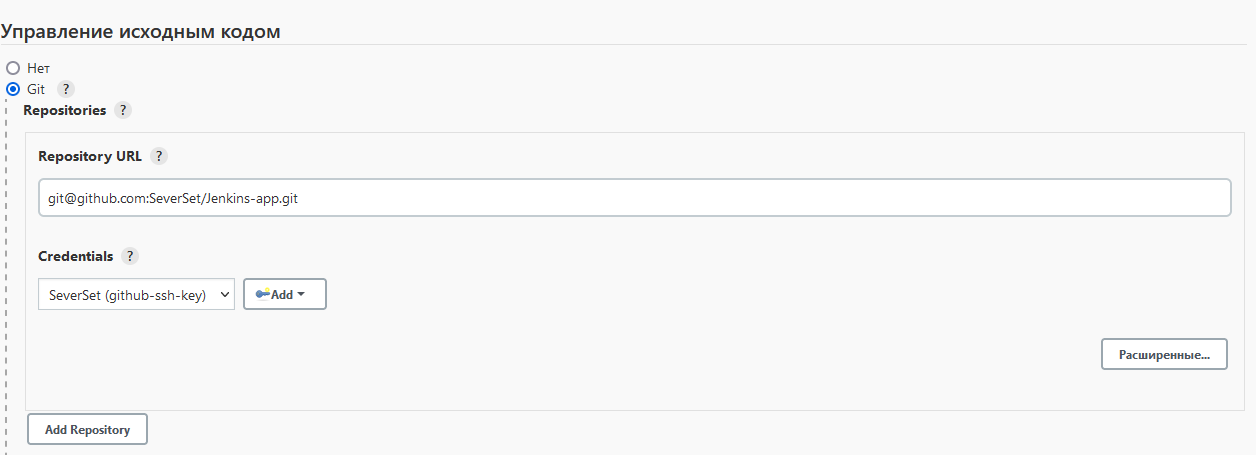 Управление исходным кодом
Нет
Git ?
Repositories ?
Repository URL ?
git@github.com:SeverSet/Jenkins-app.git
Credentials ?
SeverSet (github-ssh-key) Add
Расширенные...
Add Repository